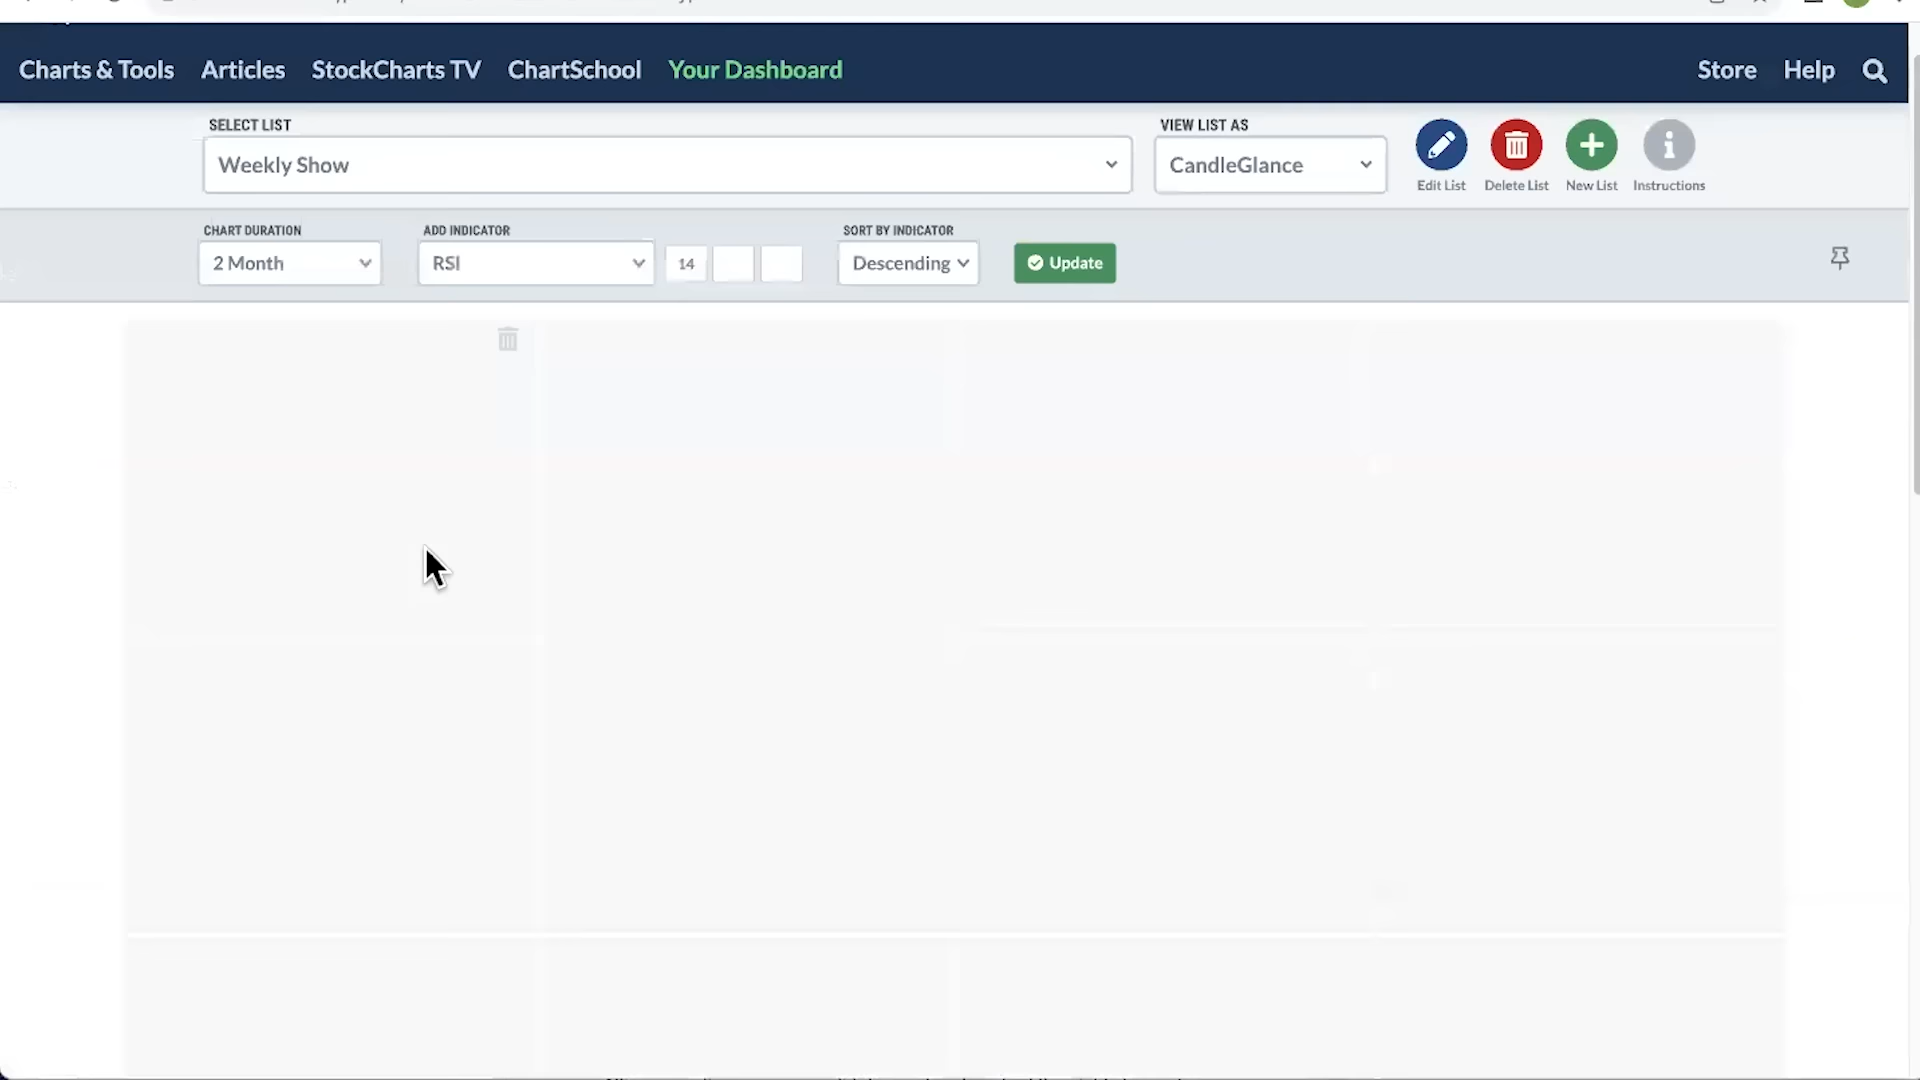 Charts & Tools Articles StockCharts TV ChartSchool Your Dashboard Store Help
SELECT LIST VIEW LIST AS
Weekly Show CandleGlance
Edit List Delete List New List Instructions
CHART DURATION ADD INDICATOR SORT BY INDICATOR
2 Month RSI 14 Descending Update